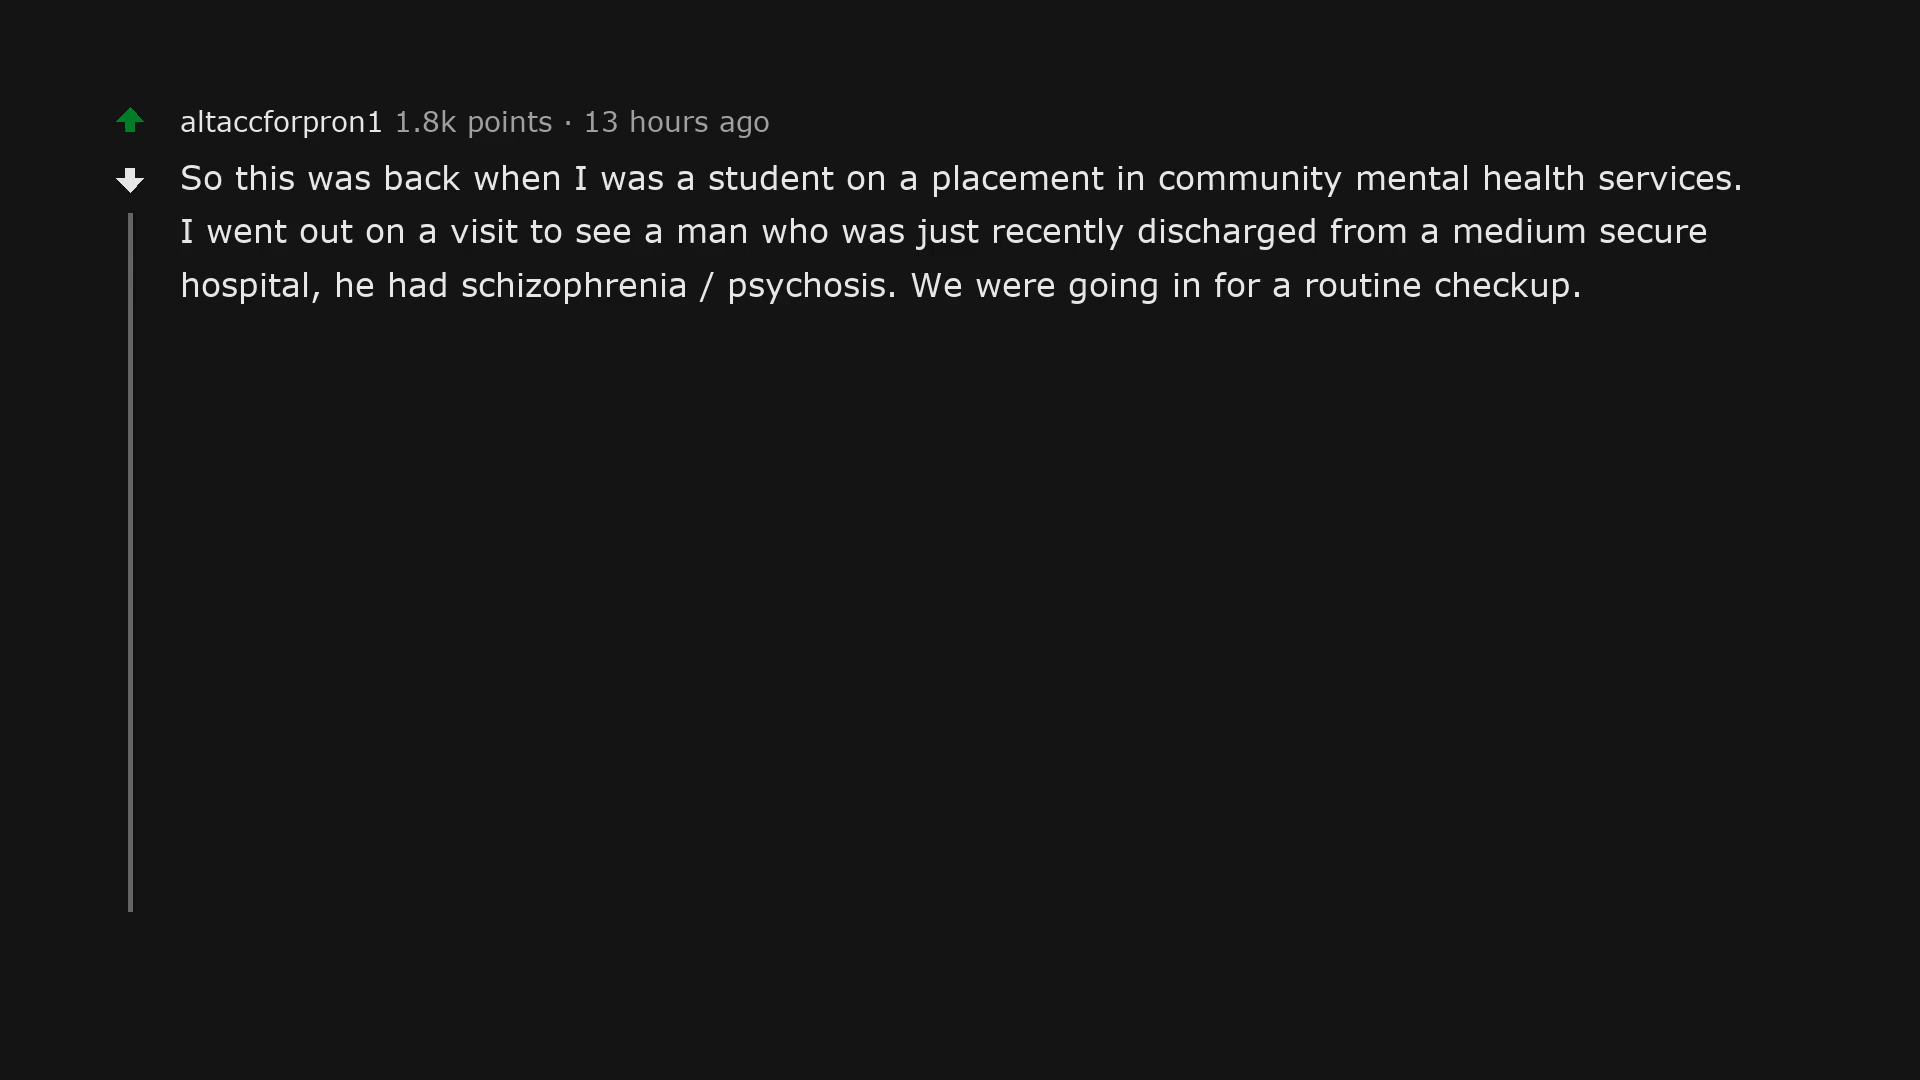 altaccforpron1 1.8k points · 13 hours ago
So this was back when I was a student on a placement in community mental health services.
I went out on a visit to see a man who was just recently discharged from a medium secure
hospital, he had schizophrenia / psychosis. We were going in for a routine checkup.